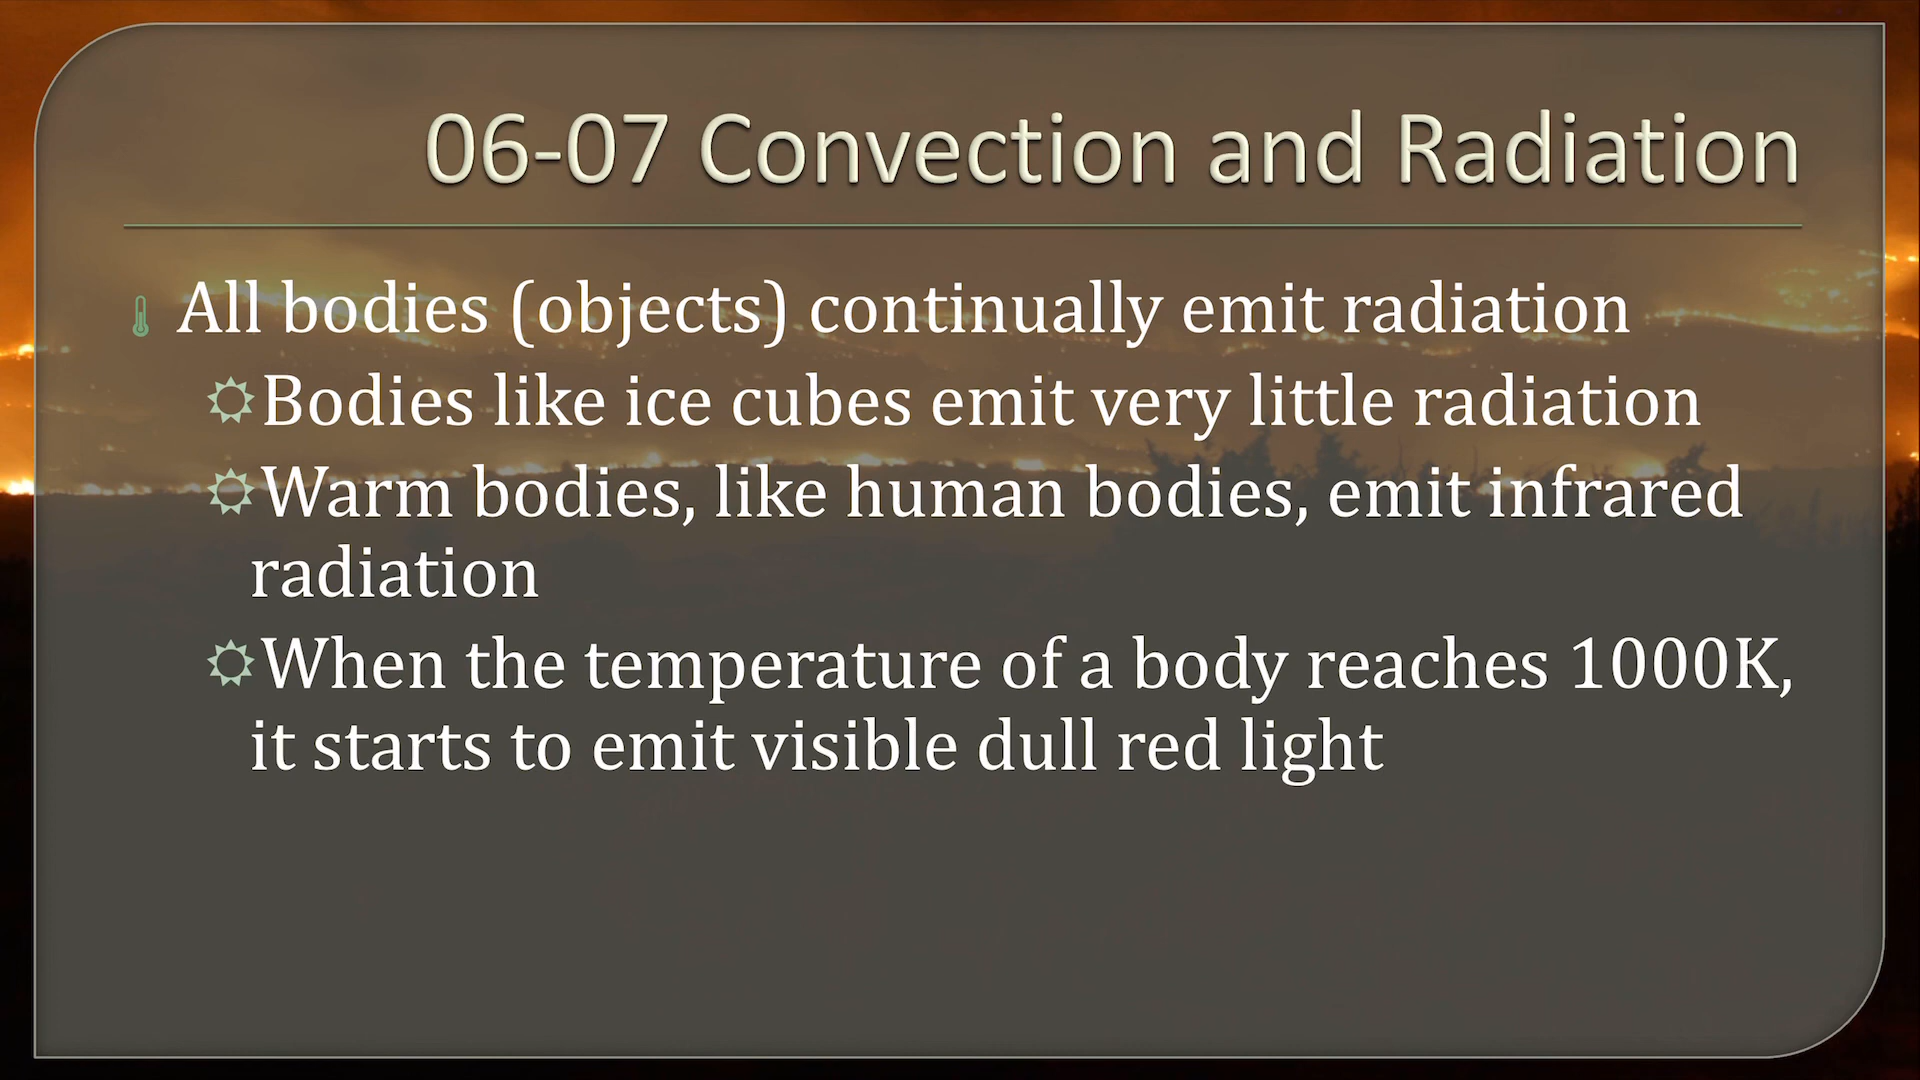 06-07 Convection and Radiation
All bodies (objects) continually emit radiation
Bodies like ice cubes emit very little radiation
Warm bodies, like human bodies, emit infrared
radiation
When the temperature of a body reaches 1000K,
it starts to emit visible dull red light